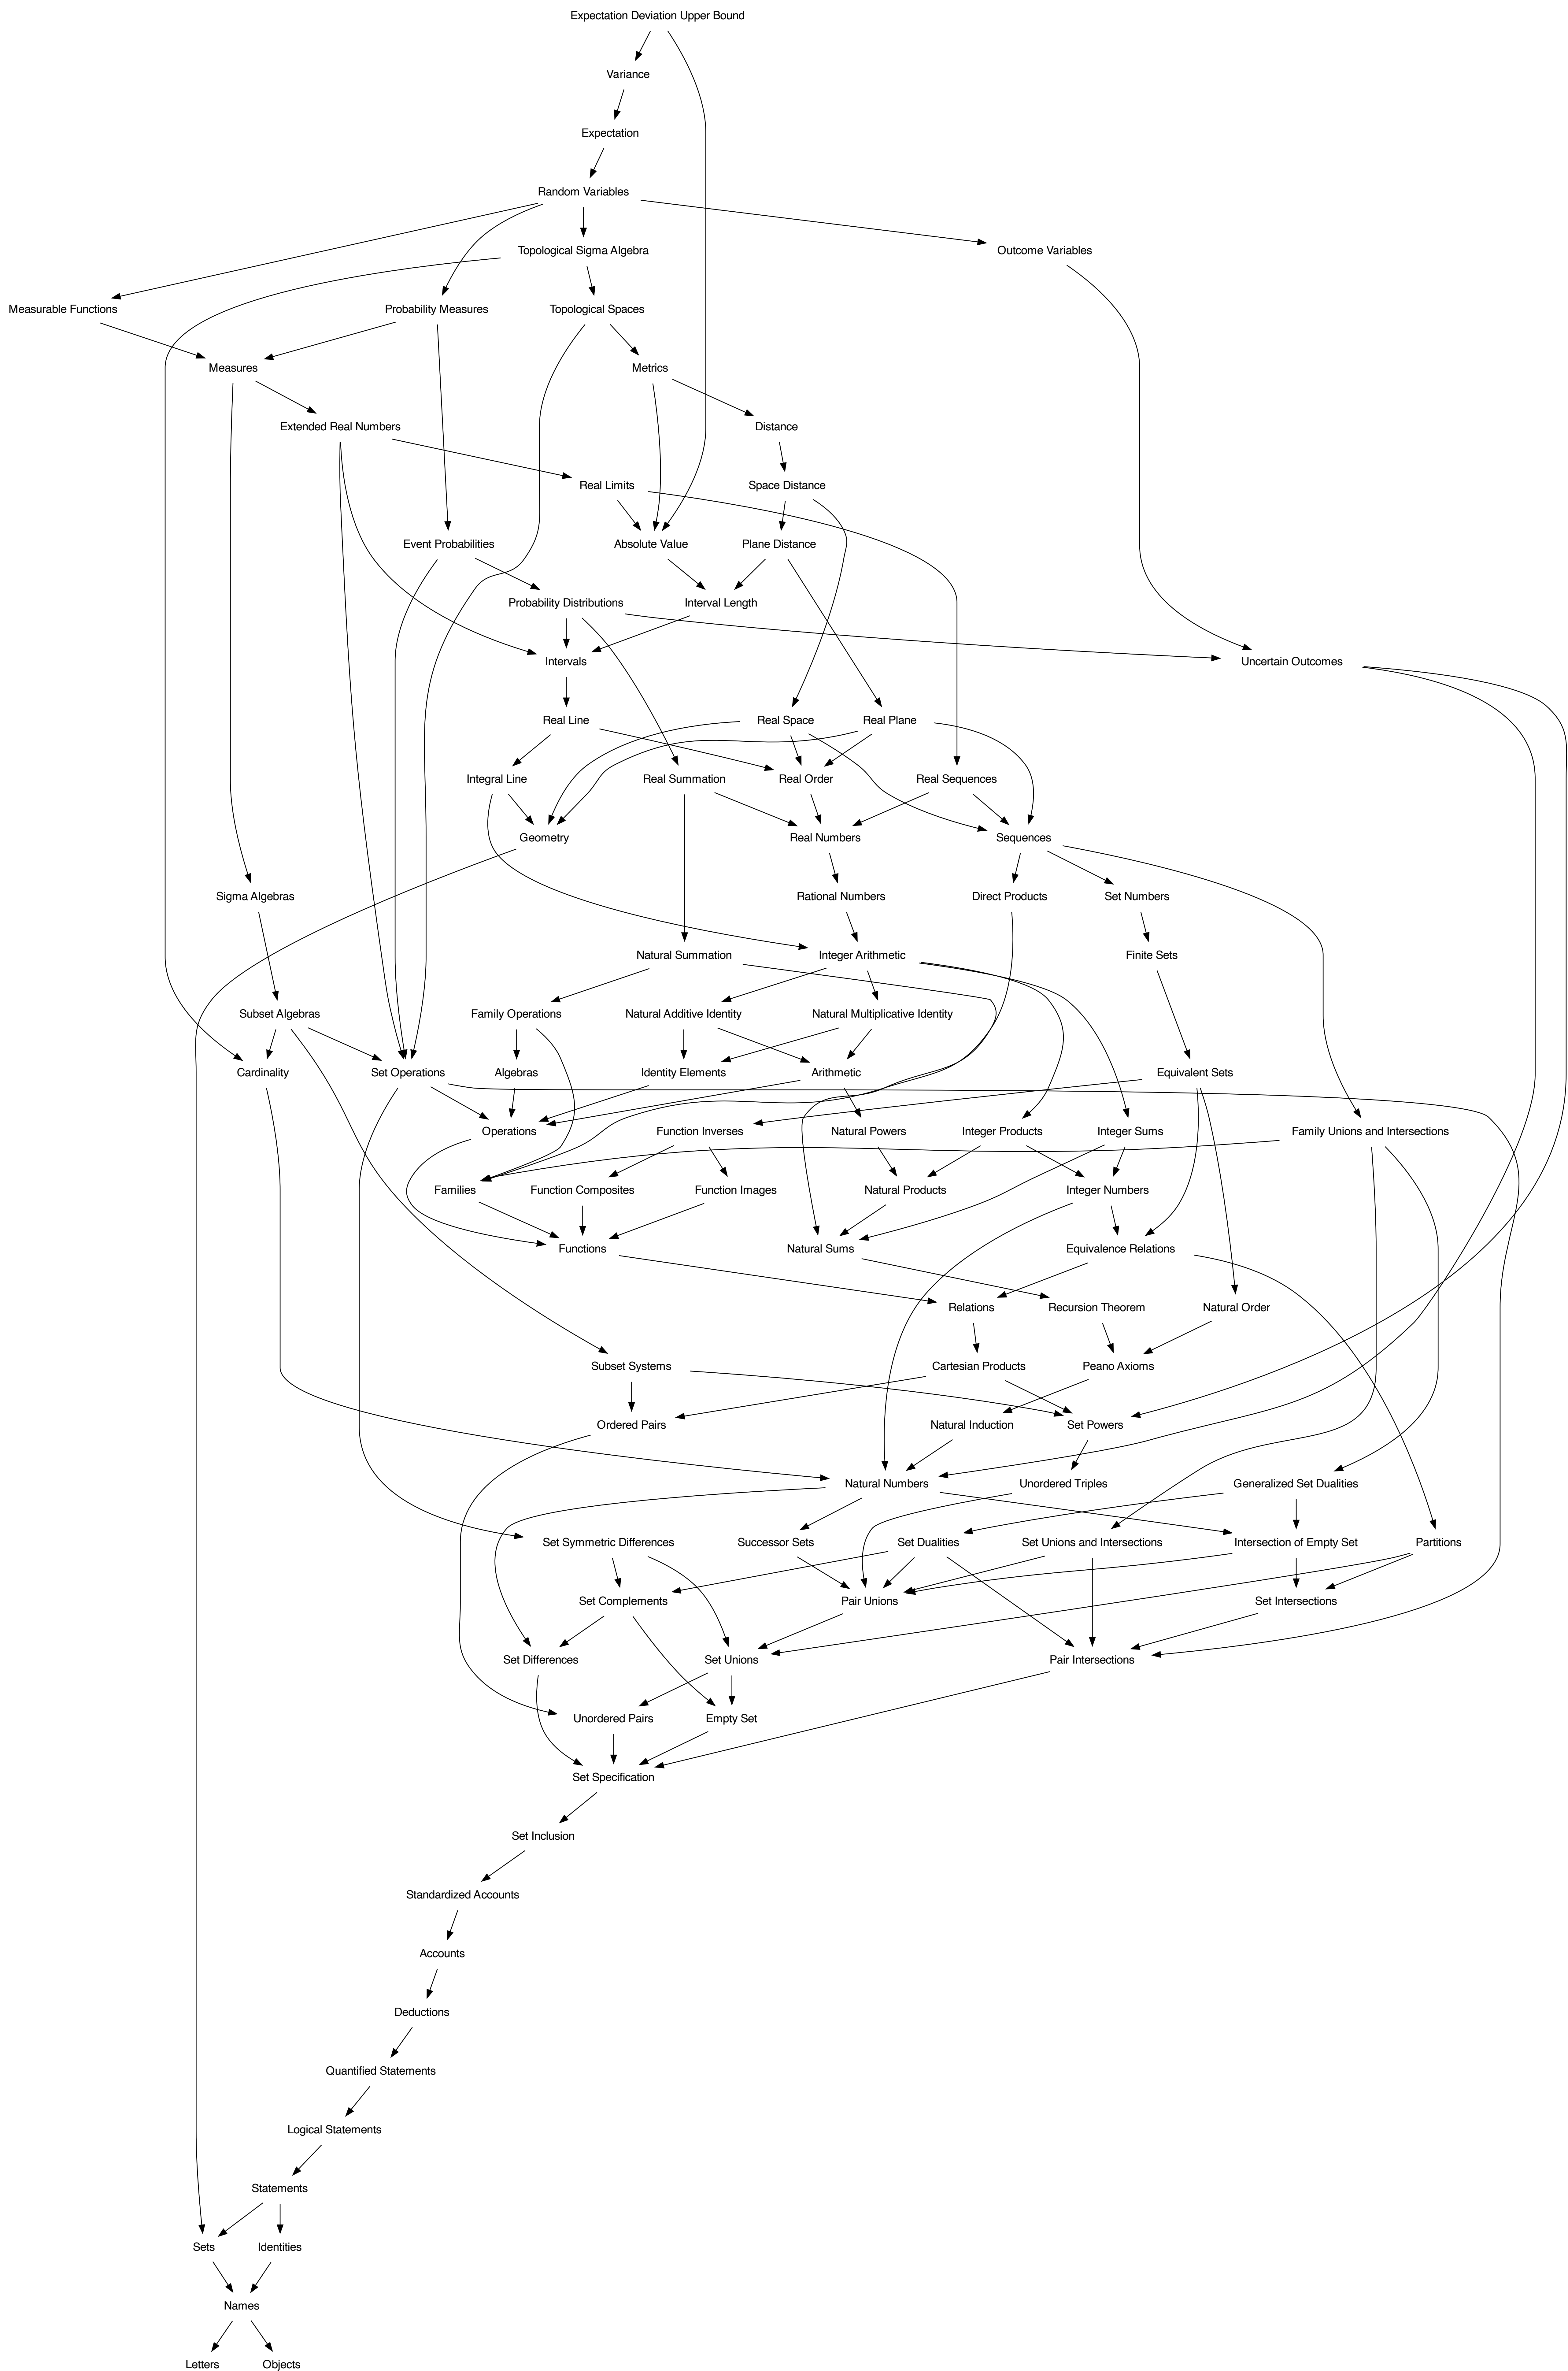 Expectation Deviation Upper Bound
Variance
Expectation
Random Variables
Topological Sigma Algebra
Outcome Variables
Measurable Functions
Probability Measures
Topological Spaces
Measures
Metrics
Extended Real Numbers
Distance
Real Limits
Space Distance
Event Probabilities
Absolute Value
Plane Distance
Probability Distributions
Interval Length
Intervals
Uncertain Outcomes
Real Line
Real Space
Real Plane
Integral Line
Real Summation
Real Order
Real Sequences
Geometry
Real Numbers
Sequences
Sigma Algebras
Rational Numbers
Direct Products
Set Numbers
Natural Summation
Integer Arithmetic
Finite Sets
Subset Algebras
Family Operations
Natural Additive Identity
Natural Multiplicative Identity
Cardinality
Set Operations
Algebras
Identity Elements
Arithmetic
Equivalent Sets
Operations
Function Inverses
Natural Powers
Integer Products
Integer Sums
Family Unions and Intersections
Families
Function Composites
Function Images
Natural Products
Integer Numbers
Functions
Natural Sums
Equivalence Relations
Relations
Recursion Theorem
Natural Order
Subset Systems
Cartesian Products
Peano Axioms
Ordered Pairs
Natural Induction
Set Powers
Natural Numbers
Unordered Triples
Generalized Set Dualities
Set Symmetric Differences
Successor Sets
Set Dualities
Set Unions and Intersections
Intersection of Empty Set
Partitions
Set Complements
Pair Unions
Set Intersections
Set Differences
Set Unions
Pair Intersections
Unordered Pairs
Empty Set
Set Specification
Set Inclusion
Standardized Accounts
Accounts
Deductions
Quantified Statements
Logical Statements
Statements
Sets
Identities
Names
Letters
Objects